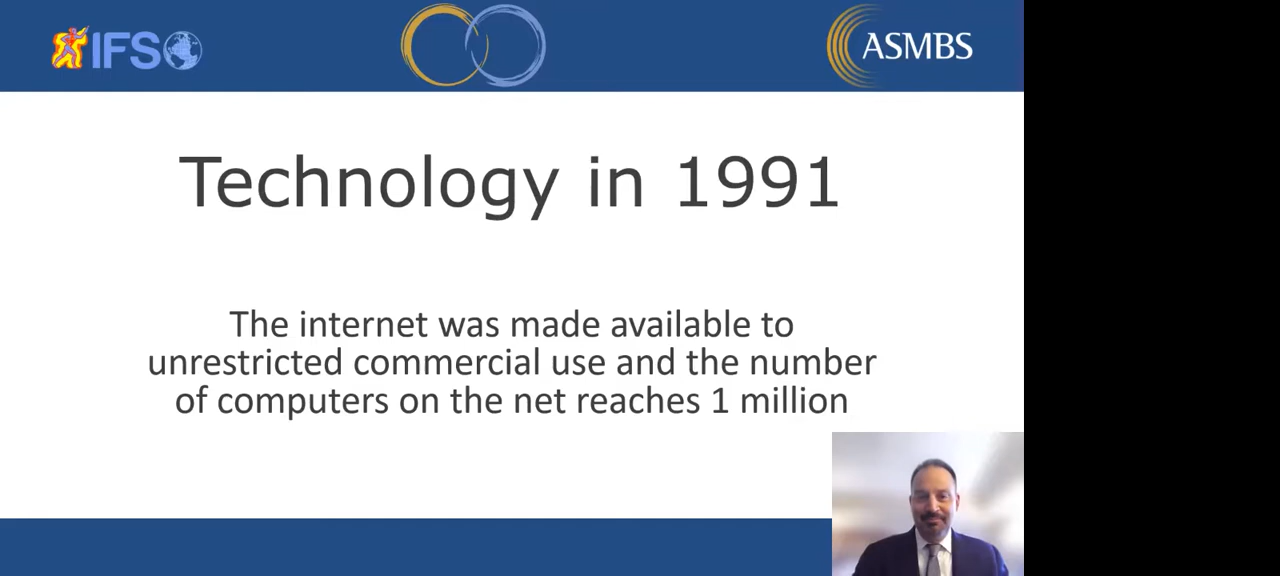 IFSO
ASMBS
Technology in 1991
The internet was made available to
unrestricted commercial use and the number
of computers on the net reaches 1 million